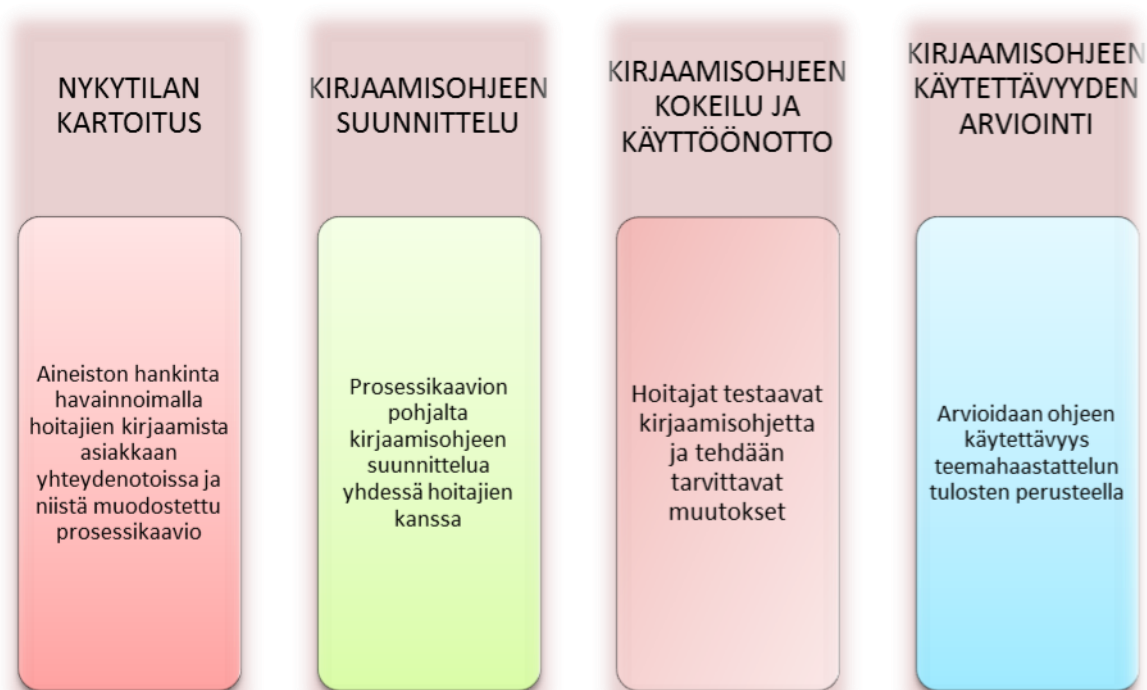 NYKYTILAN
KARTOITUS
Aineiston hankinta
havainnoimalla
hoitajien kirjaamista
asiakkaan
yhteydenotoissa ja
niistä muodostettu
prosessikaavio
KIRJAAMISOHJEEN
SUUNNITTELU
Prosessikaavion
pohjalta
kirjaamisohjeen
suunnittelua
yhdessä hoitajien
kanssa
KIRJAAMISOHJEEN
KOKEILU JA
KÄYTTÖÖNOTTO
Hoitajat testaavat
kirjaamisohjetta
ja tehdään
tarvittavat
muutokset
KIRJAAMISOHJEEN
KÄYTETTÄVYYDEN
ARVIOINTI
Arvioidaan ohjeen
käytettävyys
teemahaastattelun
tulosten perusteella